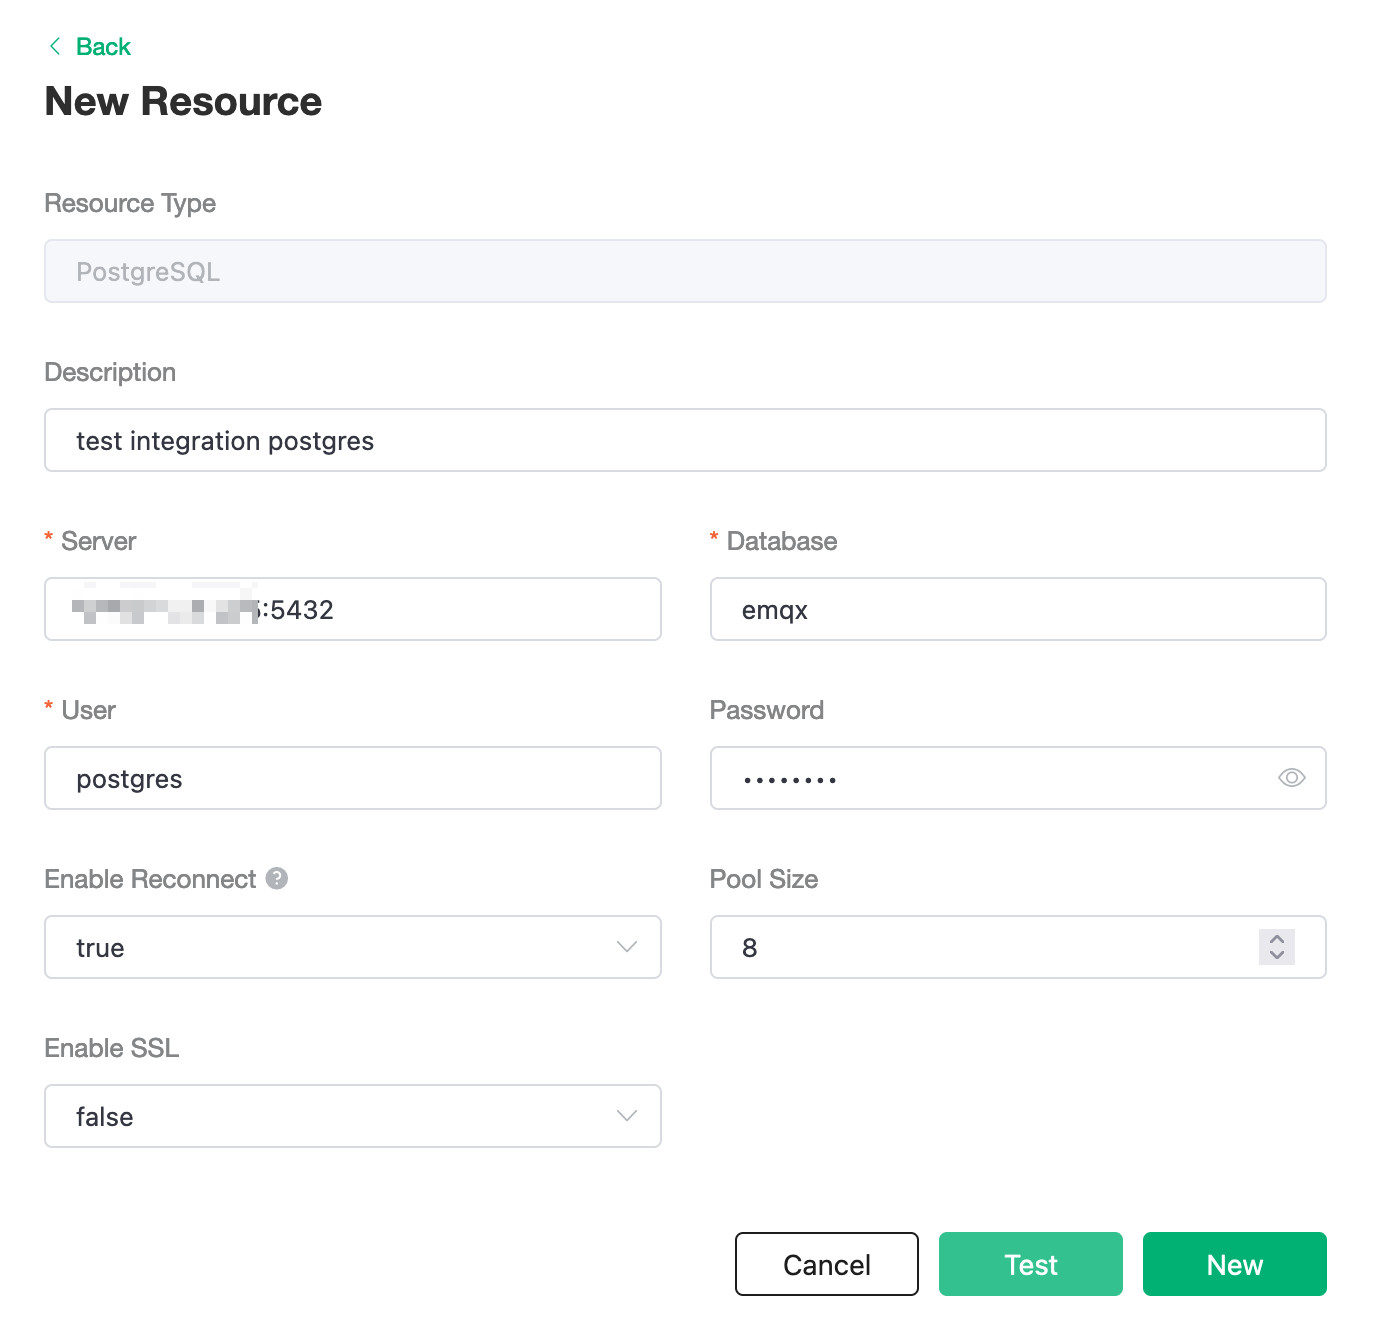 Back
New Resource
Resource Type
PostgreSQL
Description
test integration postgres
* Server
* Database
:5432
emqx
* User
Password
postgres
••••••••
Enable Reconnect ?
Pool Size
true
8
Enable SSL
false
Cancel
Test
New